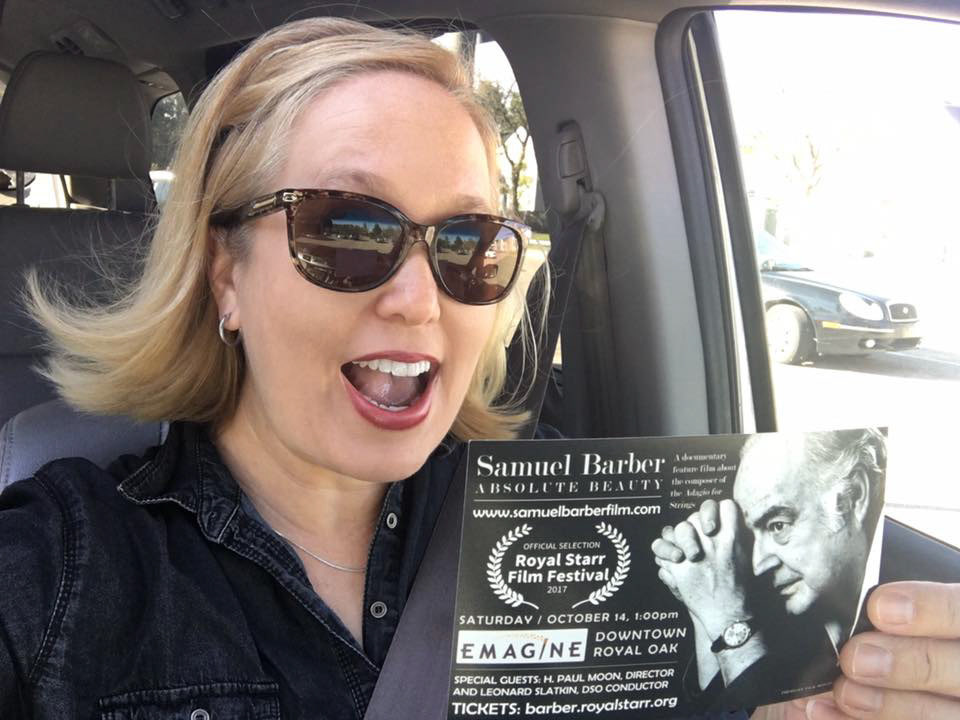 Samuel Barber
ABSOLUTE BEAUTY
A documentary
feature film about
the composer of
the Adagio for
Strings
www.samuelbarberfilm.com
OFFICIAL SELECTION
Royal Starr
Film Festival
2017
SATURDAY / OCTOBER 14, 1:00pm
EMAGINE
DOWNTOWN
ROYAL OAK
SPECIAL GUESTS: H. PAUL MOON, DIRECTOR
AND LEONARD SLATKIN, DSO CONDUCTOR
TICKETS: barber.royalstarr.org